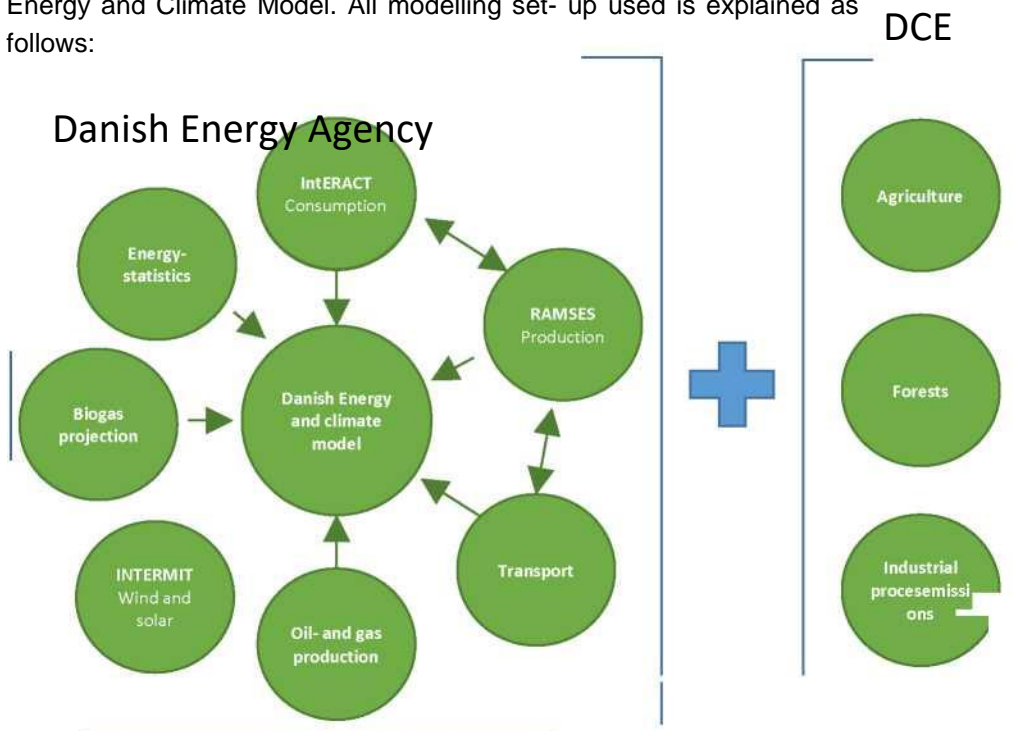 Energy and Climate Model. All modelling set- up used is explained as
follows:
DCE
Danish Energy Agency
IntERACT
Consumption
Energy-
statistics
RAMSES
Production
Biogas
projection
Danish Energy
and climate
model
INTERMIT
Wind and
solar
Oil- and gas
production
Transport
Agriculture
Forests
Industrial
procesemissi
ons